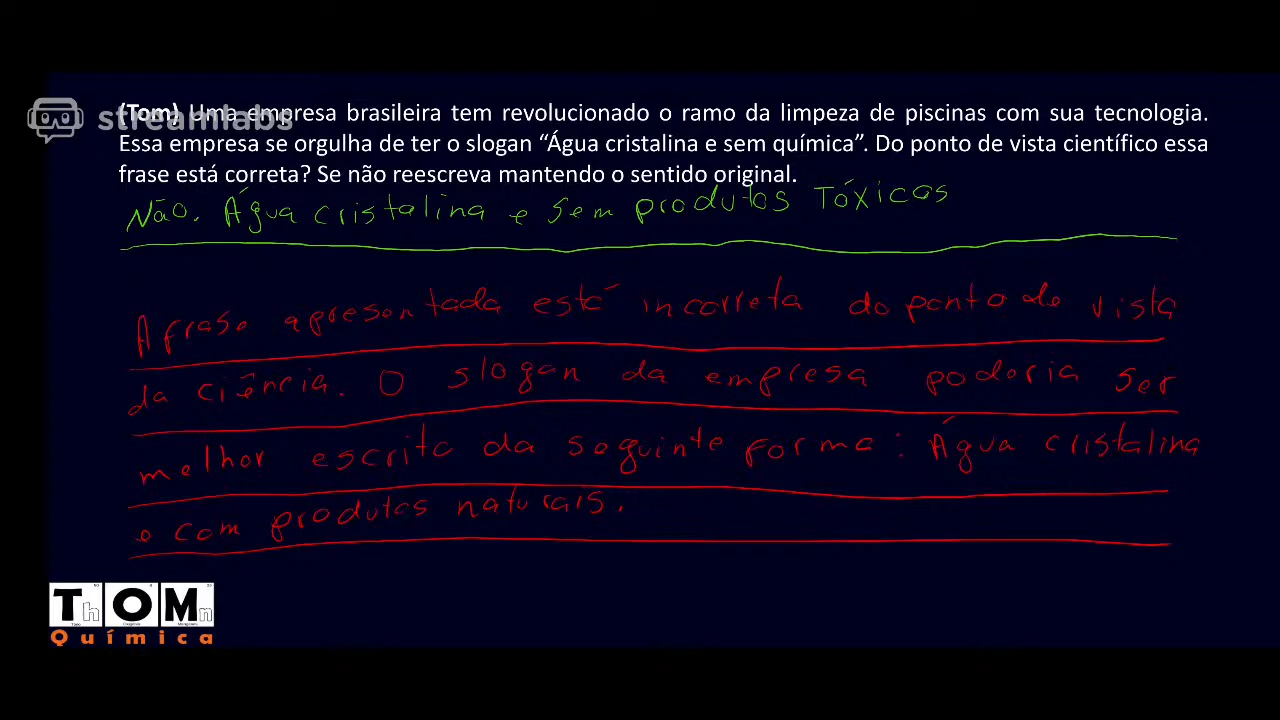 (Tom) Uma empresa brasileira tem revolucionado o ramo da limpeza de piscinas com sua tecnologia.
streamlabs
Essa empresa se orgulha de ter o slogan “Água cristalina e sem química”. Do ponto de vista científico essa
frase está correta? Se não reescreva mantendo o sentido original.
Não. Água cristalina e sem produtos Tóxicos
A frase apresentada está incorreta do ponto de vista
da ciência. O slogan da empresa poderia ser
melhor escrito da seguinte forma: Água cristalina
e com produtos naturais.
Th O Mn
Química